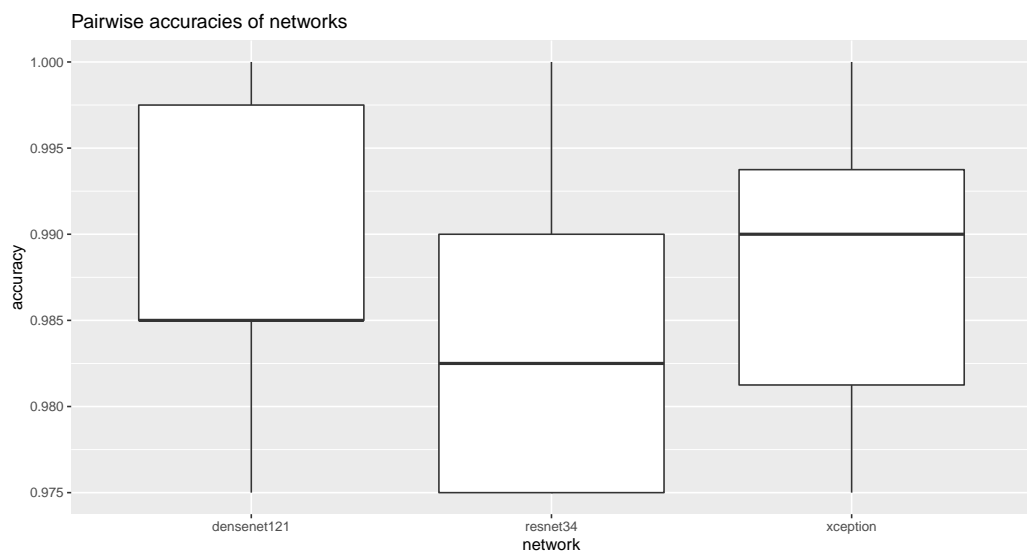 Pairwise accuracies of networks
1.000
0.995
0.990
0.985
0.980
0.975
accuracy
densenet121
resnet34
xception
network